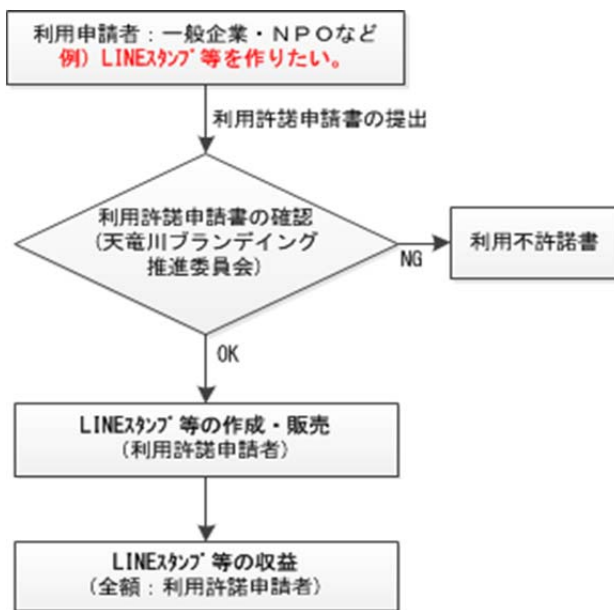 利用申請者：一般企業・ＮＰＯなど
例）LINEｽﾀﾝﾌﾟ等を作りたい。
利用許諾申請書の提出
利用許諾申請書の確認
(天竜川ブランデイング
推進委員会)
NG
利用不許諾書
OK
LINEｽﾀﾝﾌﾟ等の作成・販売
(利用許諾申請者)
LINEｽﾀﾝﾌﾟ等の収益
(全額：利用許諾申請者)